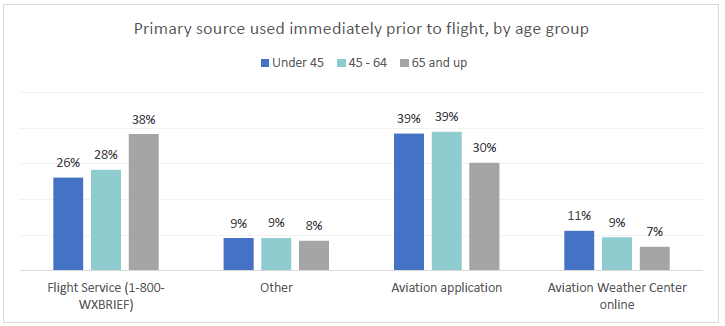 Primary source used immediately prior to flight, by age group
Under 45 45 - 64 65 and up
26% 28% 38%
9% 9% 8%
39% 39% 30%
11% 9% 7%
Flight Service (1-800-
WXBRIEF)
Other
Aviation application
Aviation Weather Center
online